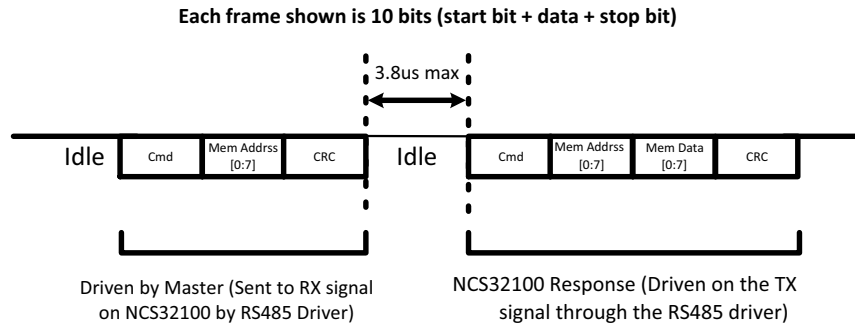 Each frame shown is 10 bits (start bit + data + stop bit)
3.8us max
Idle
Cmd
Mem Addrss
[0:7]
CRC
Idle
Cmd
Mem Addrss
[0:7]
Mem Data
[0:7]
CRC
Driven by Master (Sent to RX signal
on NCS32100 by RS485 Driver)
NCS32100 Response (Driven on the TX
signal through the RS485 driver)